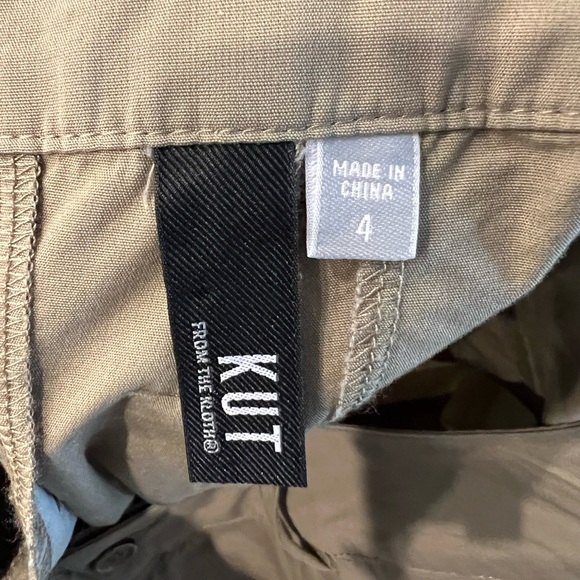 MADE IN
CHINA
4
KUT
FROM THE KLOTH®